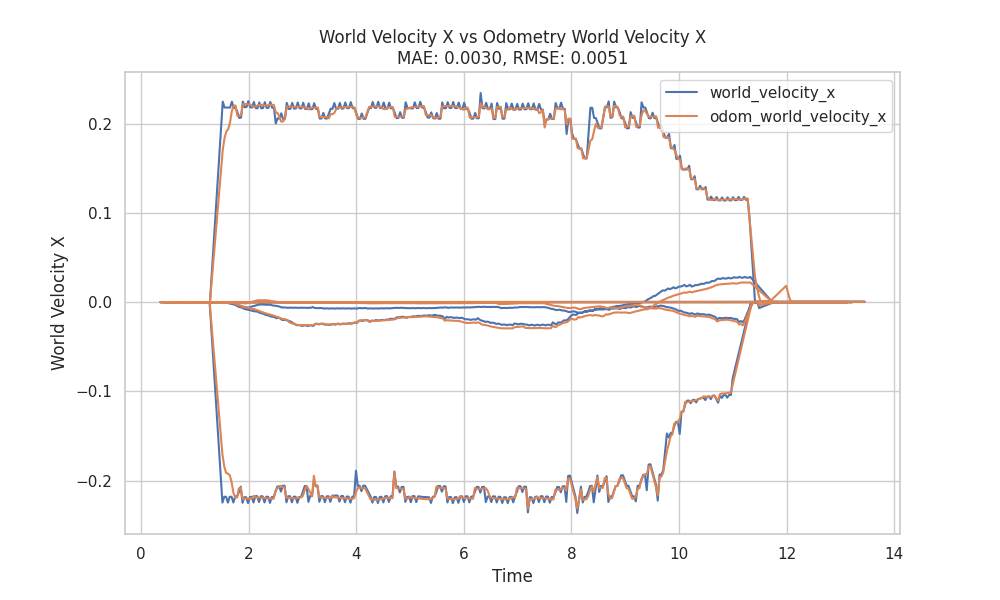 World Velocity X vs Odometry World Velocity X
MAE: 0.0030, RMSE: 0.0051
world_velocity_x
odom_world_velocity_x
World Velocity X
0.2
0.1
0.0
−0.1
−0.2
0 2 4 6 8 10 12 14
Time